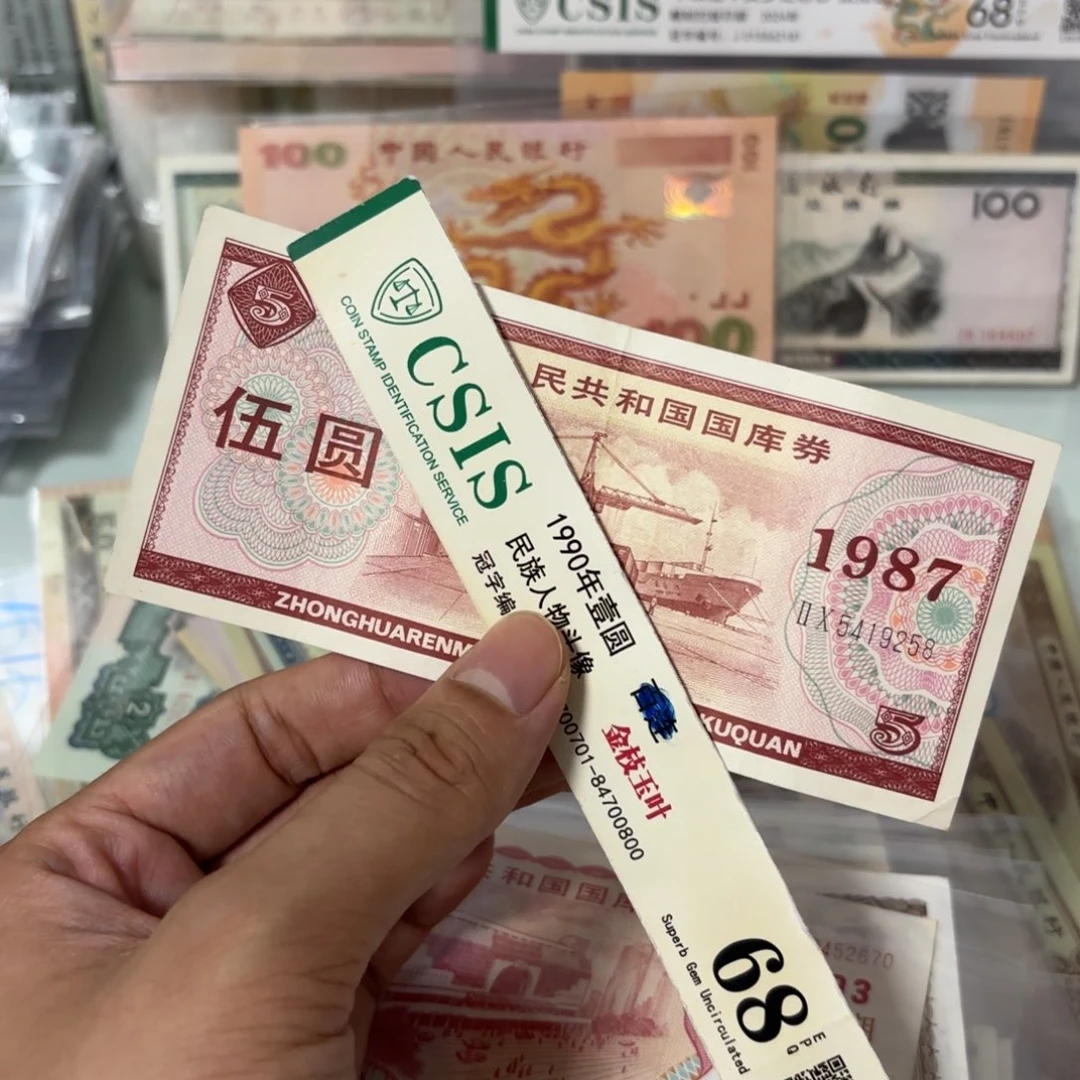 CSIS
68
100 中国人民银行
100
100
5
伍圆
民共和国国库券
1987
IIX5419258
ZHONGHUARENM
KUQUAN
5
CSIS
COIN STAMP IDENTIFICATION SERVICE
1990年壹圆
民族人物头像
冠字编
00701-84700800
金枝玉叶
68
EPQ
Superb Gem Uncirculated
和国国库
452670
93